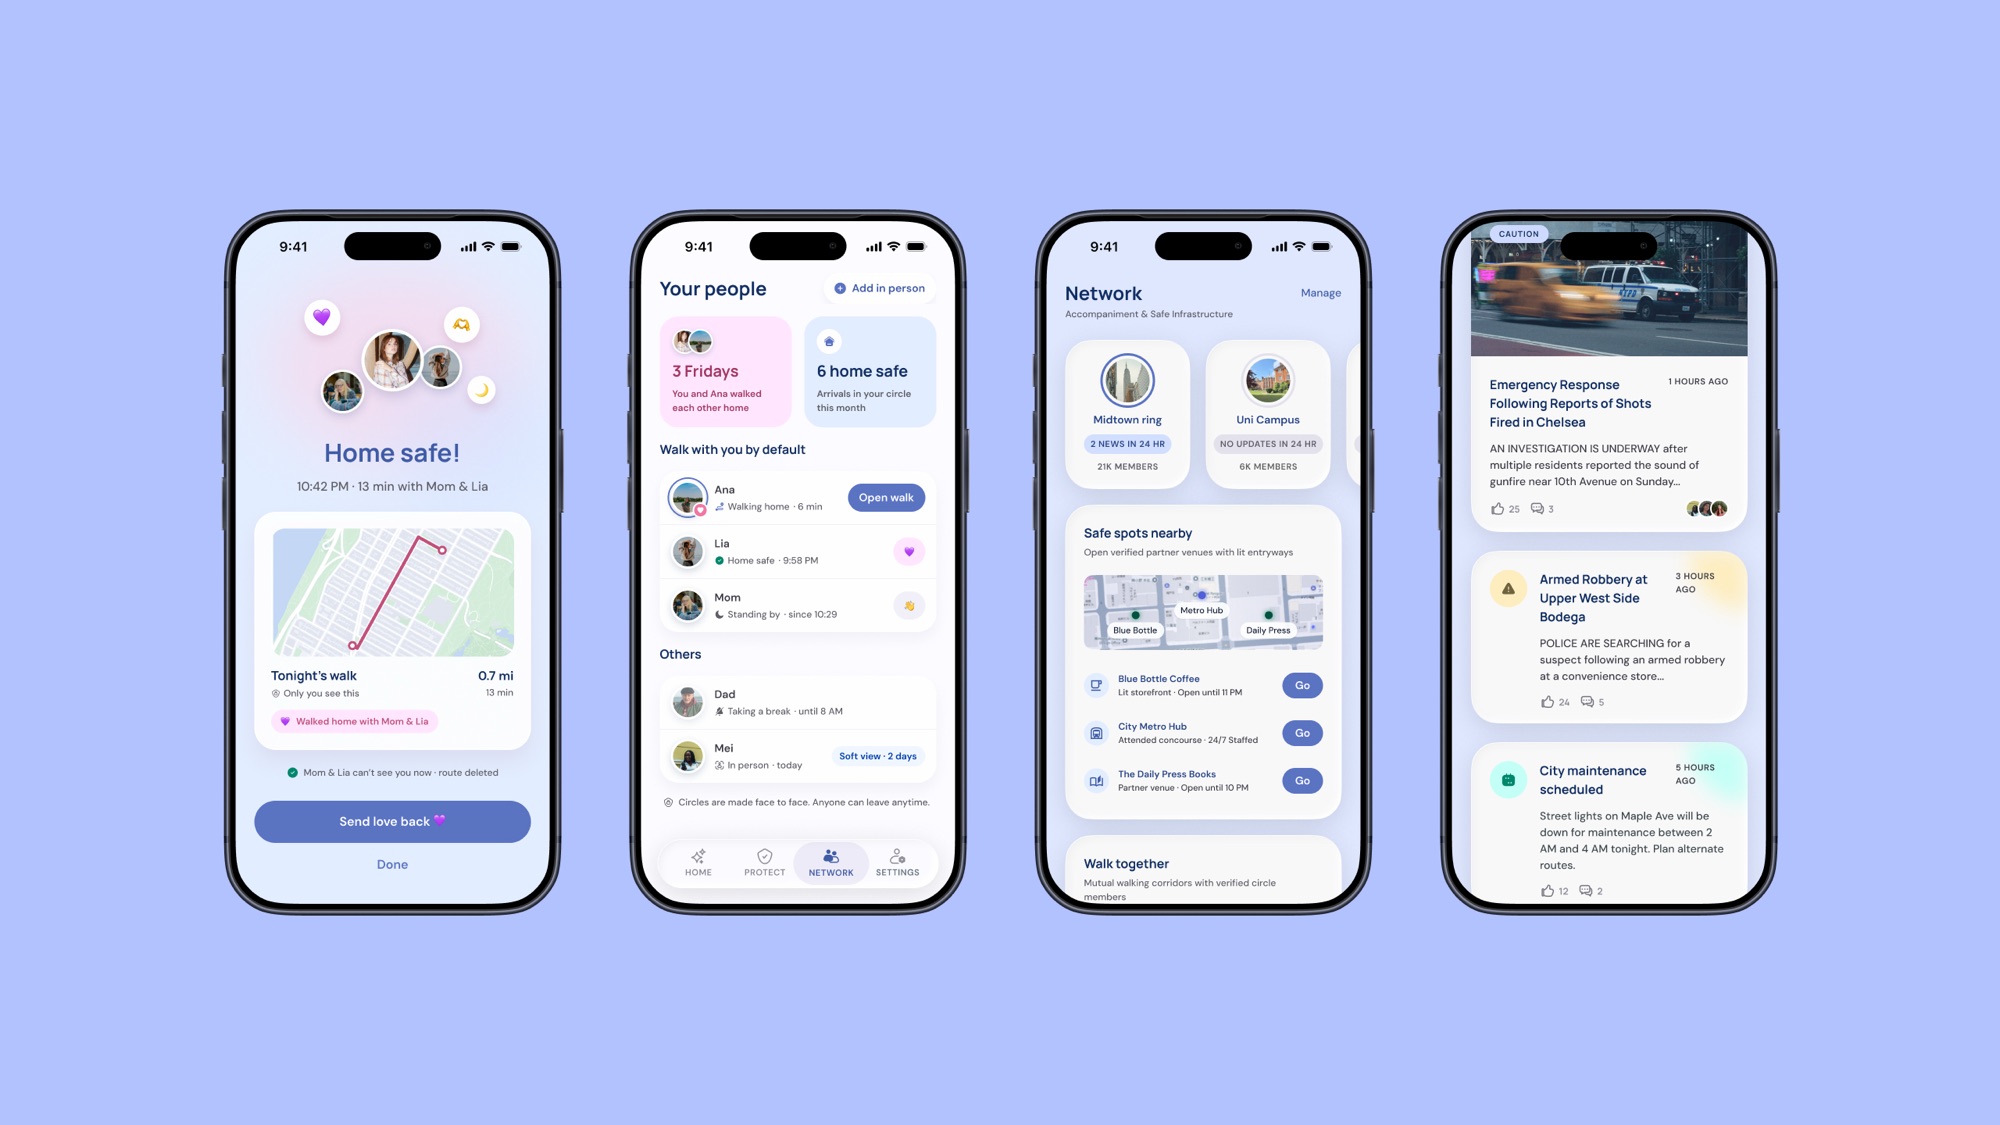 9:41
Home safe!
10:42 PM · 13 min with Mom & Lia
Tonight's walk
0.7 mi
Only you see this
13 min
Walked home with Mom & Lia
Mom & Lia can't see you now · route deleted
Send love back 💜
Done
9:41
Your people
Add in person
3 Fridays
You and Ana walked
each other home
6 home safe
Arrivals in your circle
this month
Walk with you by default
Ana
Walking home · 6 min
Open walk
Lia
Home safe · 9:58 PM
Mom
Standing by · since 10:29
Others
Dad
Taking a break · until 8 AM
Mei
In person · today
Soft view · 2 days
Circles are made face to face. Anyone can leave anytime.
HOME
PROTECT
NETWORK
SETTINGS
9:41
Network
Manage
Accompaniment & Safe Infrastructure
Midtown ring
2 NEWS IN 24 HR
21K MEMBERS
Uni Campus
NO UPDATES IN 24 HR
6K MEMBERS
Safe spots nearby
Open verified partner venues with lit entryways
Metro Hub
Blue Bottle
Daily Press
Blue Bottle Coffee
Lit storefront · Open until 11 PM
Go
City Metro Hub
Attended concourse · 24/7 Staffed
Go
The Daily Press Books
Partner venue · Open until 10 PM
Go
Walk together
Mutual walking corridors with verified circle
members
CAUTION
Emergency Response
Following Reports of Shots
Fired in Chelsea
1 HOURS AGO
AN INVESTIGATION IS UNDERWAY after
multiple residents reported the sound of
gunfire near 10th Avenue on Sunday...
25
3
Armed Robbery at
Upper West Side
Bodega
3 HOURS
AGO
POLICE ARE SEARCHING for a
suspect following an armed robbery
at a convenience store...
24
5
City maintenance
scheduled
5 HOURS
AGO
Street lights on Maple Ave will be
down for maintenance between 2
AM and 4 AM tonight. Plan alternate
routes.
12
2